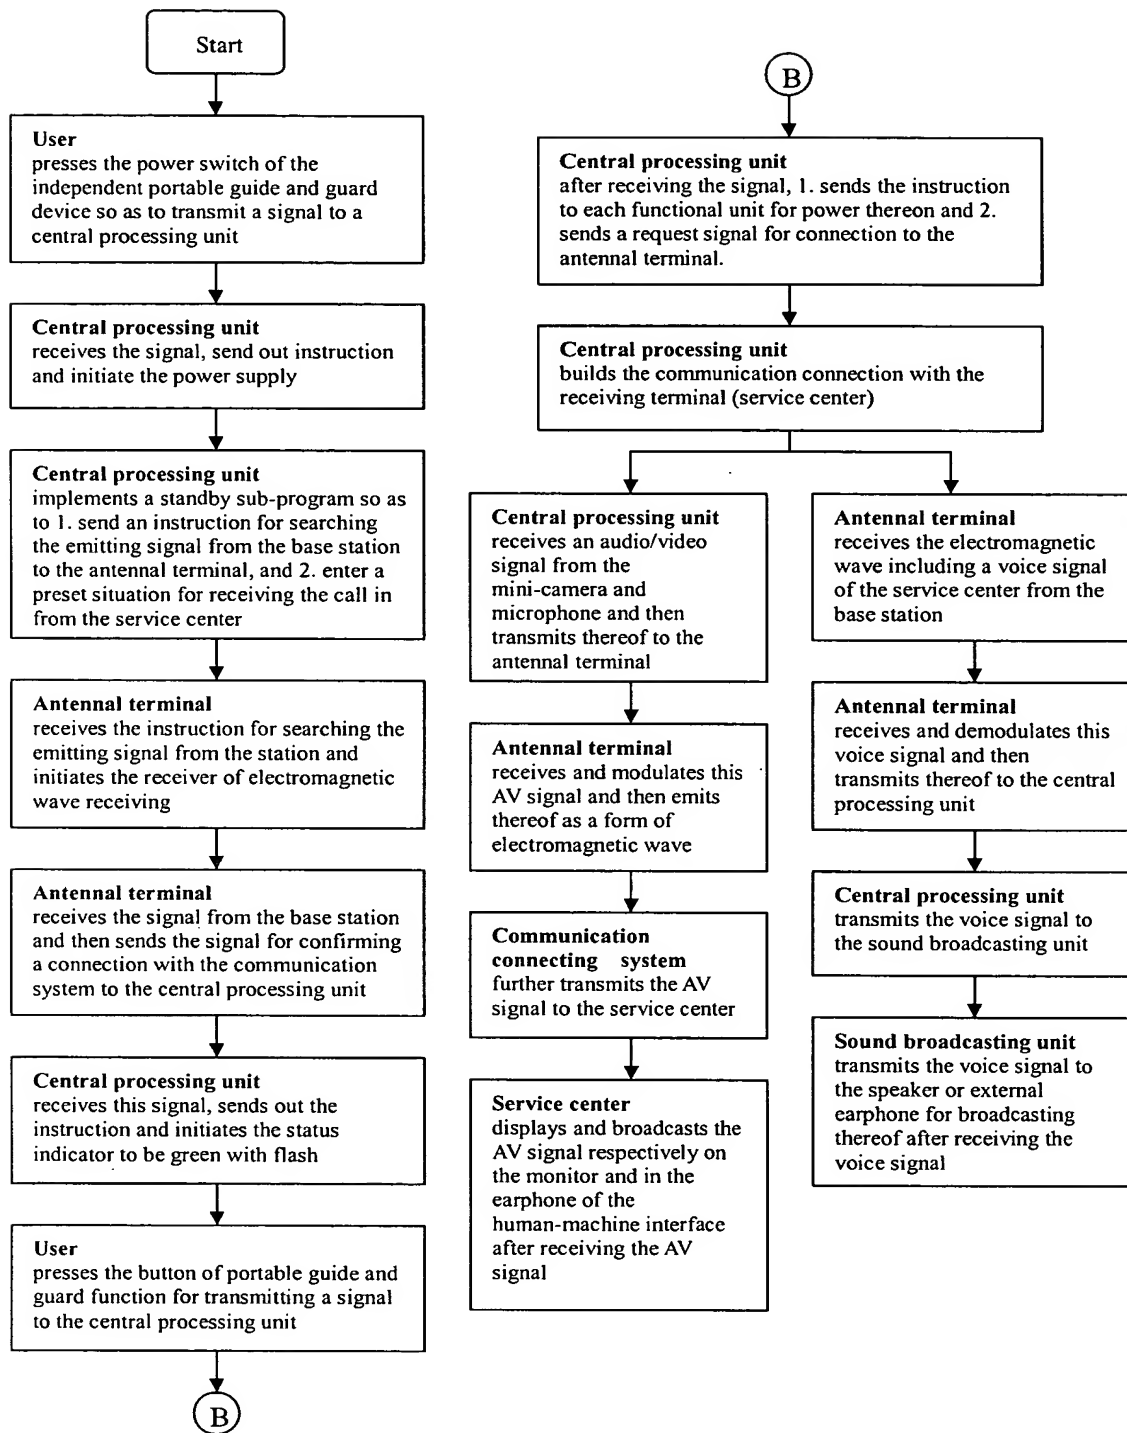 Start
User
presses the power switch of the
independent portable guide and guard
device so as to transmit a signal to a
central processing unit
Central processing unit
receives the signal, send out instruction
and initiate the power supply
Central processing unit
implements a standby sub-program so as
to 1. send an instruction for searching
the emitting signal from the base station
to the antennal terminal, and 2. enter a
preset situation for receiving the call in
from the service center
Antennal terminal
receives the instruction for searching the
emitting signal from the station and
initiates the receiver of electromagnetic
wave receiving
Antennal terminal
receives the signal from the base station
and then sends the signal for confirming
a connection with the communication
system to the central processing unit
Central processing unit
receives this signal, sends out the
instruction and initiates the status
indicator to be green with flash
User
presses the button of portable guide and
guard function for transmitting a signal
to the central processing unit
B
B
Central processing unit
after receiving the signal, 1. sends the instruction
to each functional unit for power thereon and 2.
sends a request signal for connection to the
antennal terminal.
Central processing unit
builds the communication connection with the
receiving terminal (service center)
Central processing unit
receives an audio/video
signal from the
mini-camera and
microphone and then
transmits thereof to the
antennal terminal
Antennal terminal
receives and modulates this
AV signal and then emits
thereof as a form of
electromagnetic wave
Communication
connecting system
further transmits the AV
signal to the service center
Service center
displays and broadcasts the
AV signal respectively on
the monitor and in the
earphone of the
human-machine interface
after receiving the AV
signal
Antennal terminal
receives the electromagnetic
wave including a voice signal
of the service center from the
base station
Antennal terminal
receives and demodulates this
voice signal and then
transmits thereof to the central
processing unit
Central processing unit
transmits the voice signal to
the sound broadcasting unit
Sound broadcasting unit
transmits the voice signal to
the speaker or external
earphone for broadcasting
thereof after receiving the
voice signal